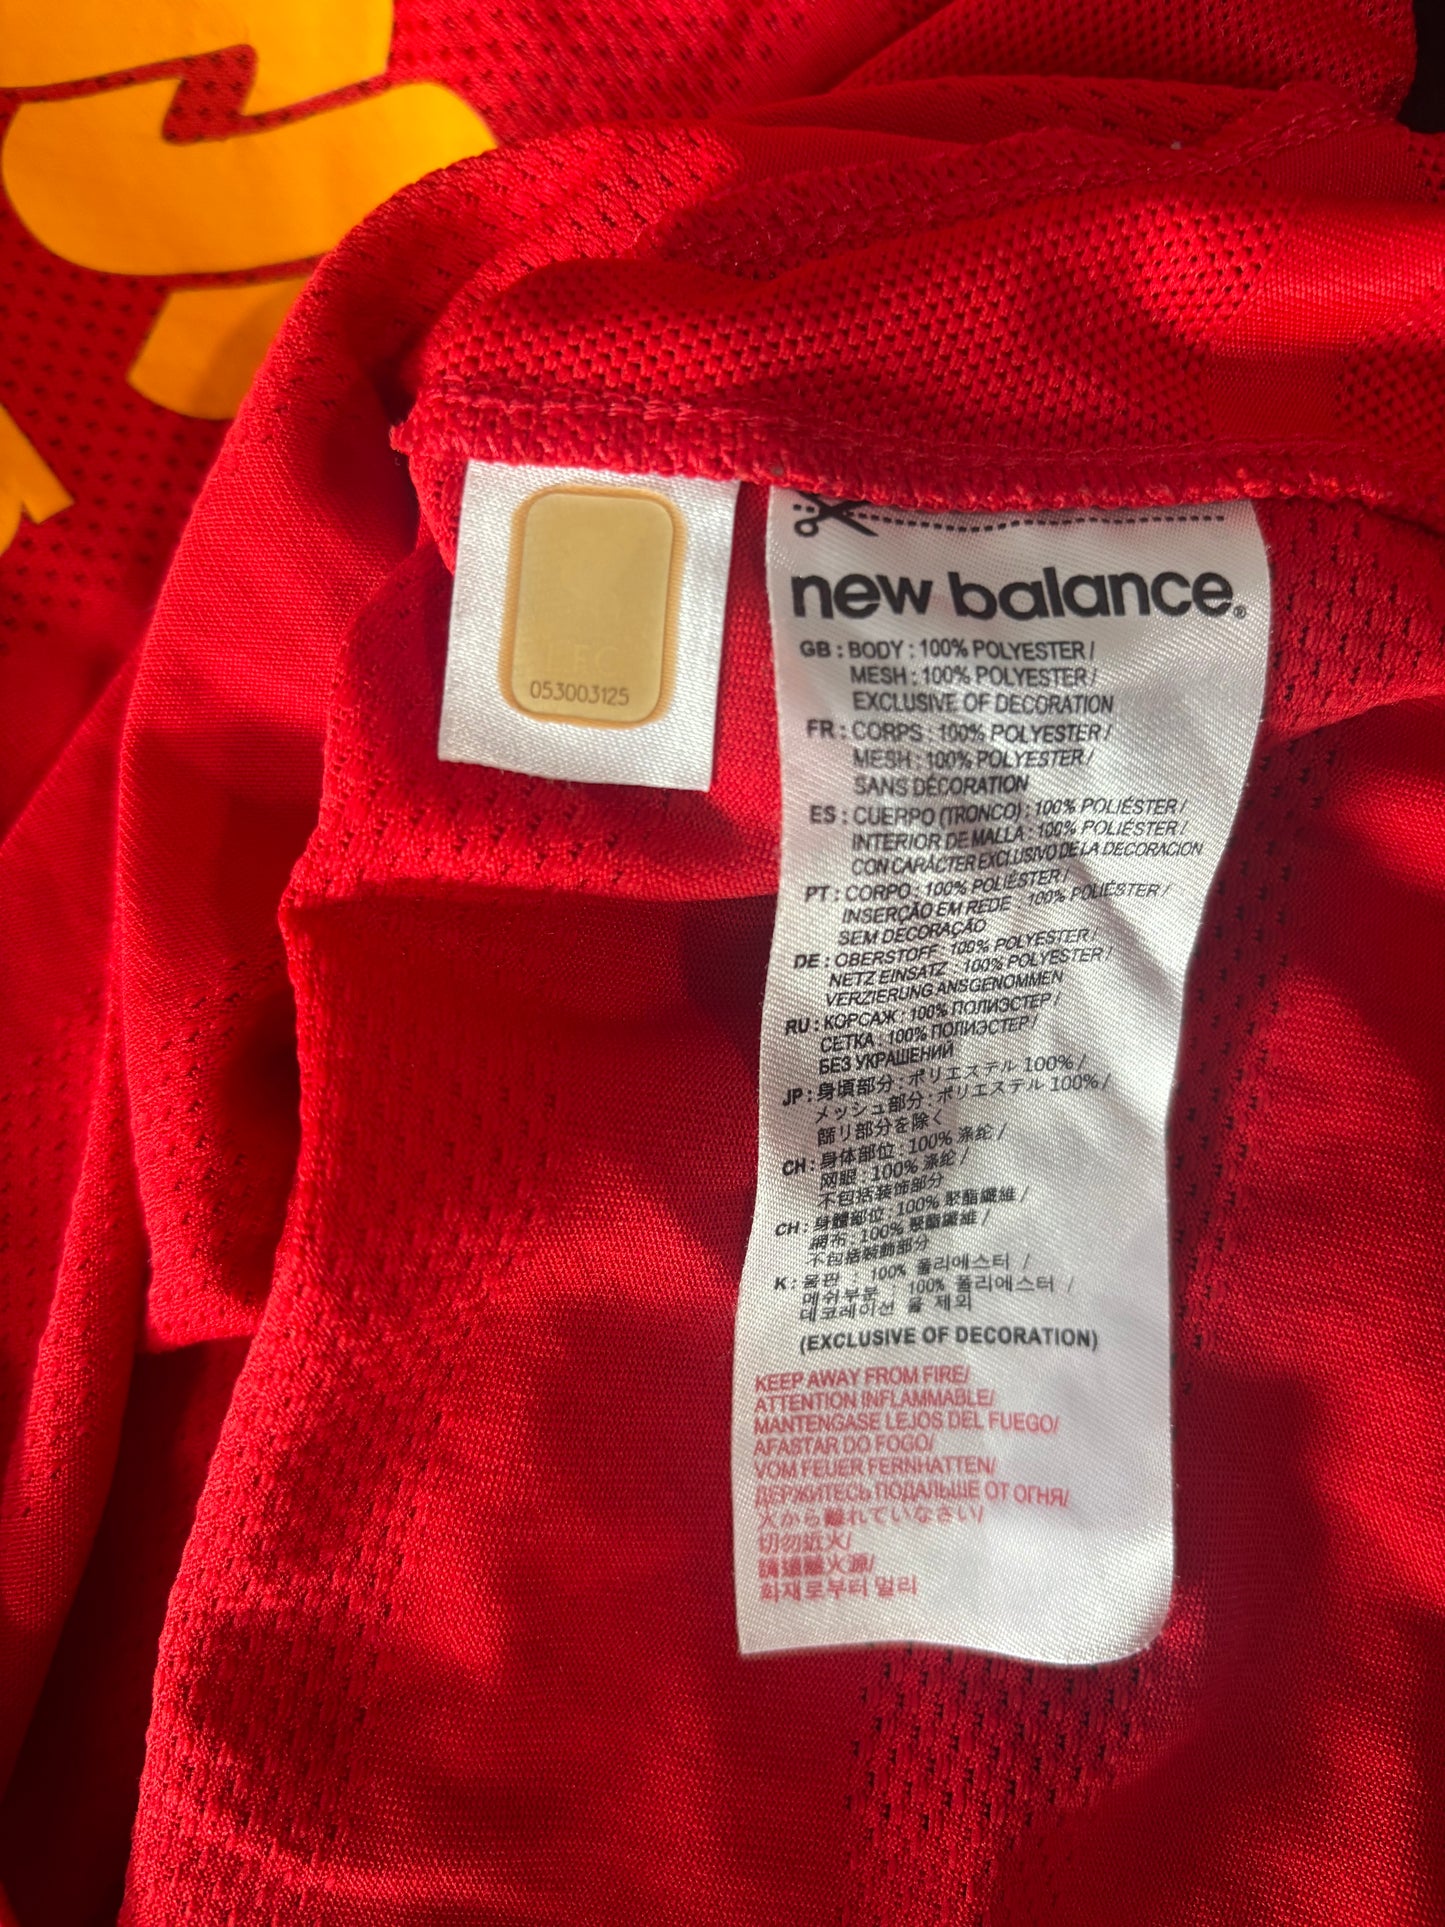 LFC
053003125
new balance®
GB : BODY : 100% POLYESTER /
MESH : 100% POLYESTER /
EXCLUSIVE OF DECORATION
FR : CORPS : 100% POLYESTER /
MESH : 100% POLYESTER /
SANS DÉCORATION
ES : CUERPO (TRONCO) : 100% POLIÉSTER /
INTERIOR DE MALLA : 100% POLIÉSTER /
CON CARÁCTER EXCLUSIVO DE LA DECORACION
PT : CORPO : 100% POLIÉSTER /
INSERÇÃO EM REDE 100% POLIÉSTER /
SEM DECORAÇÃO
DE : OBERSTOFF 100% POLYESTER /
NETZ EINSATZ 100% POLYESTER /
VERZIERUNG ANSGENOMMEN
RU : КОРСАЖ : 100% ПОЛИЭСТЕР /
СЕТКА : 100% ПОЛИЭСТЕР /
БЕЗ УКРАШЕНИЙ
JP : 身頃部分 : ポリエステル 100% /
メッシュ部分 : ポリエステル 100% /
飾り部分を除く
CH : 身体部位 : 100% 涤纶 /
网眼 : 100% 涤纶 /
不包括装饰部分
CH : 身體部位 : 100% 聚酯纖維 /
網布 : 100% 聚酯纖維 /
不包括裝飾部分
K : 몸판 : 100% 폴리에스터 /
메쉬부분 : 100% 폴리에스터 /
데코레이션 을 제외
(EXCLUSIVE OF DECORATION)
KEEP AWAY FROM FIRE/
ATTENTION INFLAMMABLE/
MANTENGASE LEJOS DEL FUEGO/
AFASTAR DO FOGO/
VOM FEUER FERNHATTEN/
ДЕРЖИТЕСЬ ПОДАЛЬШЕ ОТ ОГНЯ/
火から離れていなさい/
切勿近火/
請遠離火源/
화재로부터 멀리